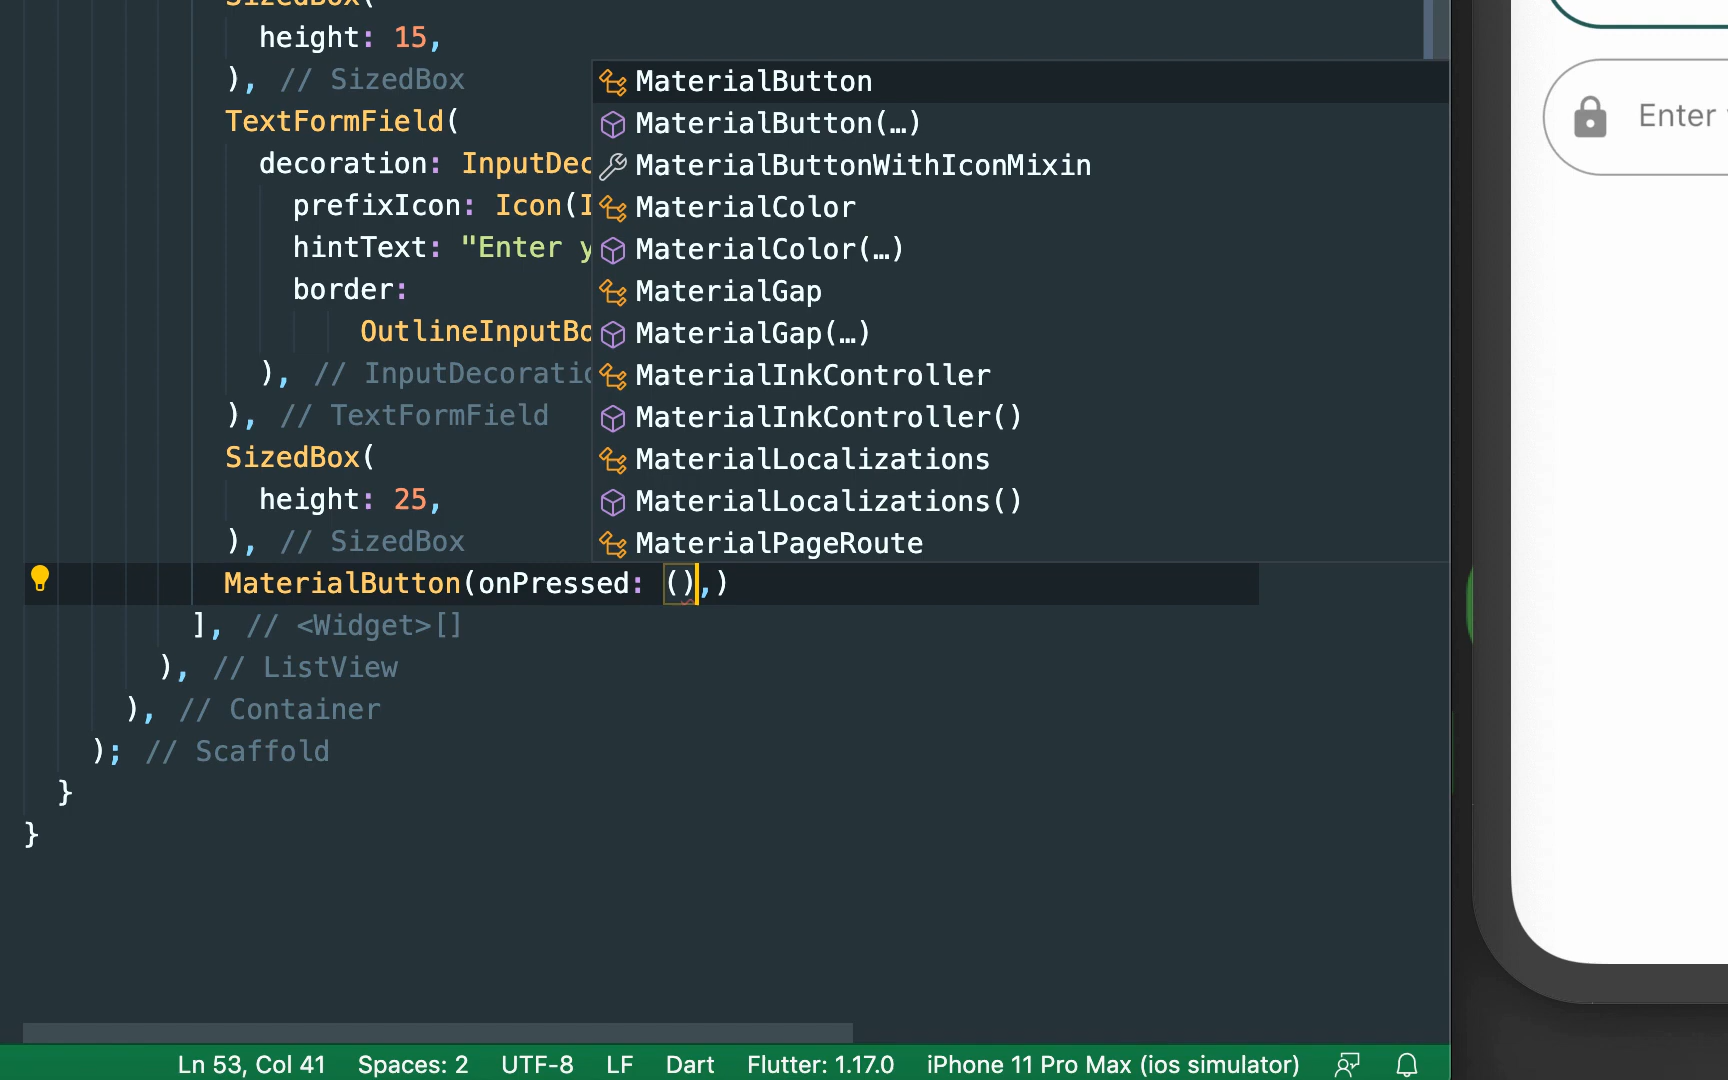 SizedBox(
height: 15,
), // SizedBox
TextFormField(
decoration: InputDec
prefixIcon: Icon(I
hintText: "Enter y
border:
OutlineInputBo
), // InputDecoratio
), // TextFormField
SizedBox(
height: 25,
), // SizedBox
MaterialButton(onPressed: (),)
], // <Widget>[]
), // ListView
), // Container
); // Scaffold
}
}
MaterialButton
MaterialButton(…)
MaterialButtonWithIconMixin
MaterialColor
MaterialColor(…)
MaterialGap
MaterialGap(…)
MaterialInkController
MaterialInkController()
MaterialLocalizations
MaterialLocalizations()
MaterialPageRoute
Enter
Ln 53, Col 41 Spaces: 2 UTF-8 LF Dart Flutter: 1.17.0 iPhone 11 Pro Max (ios simulator)